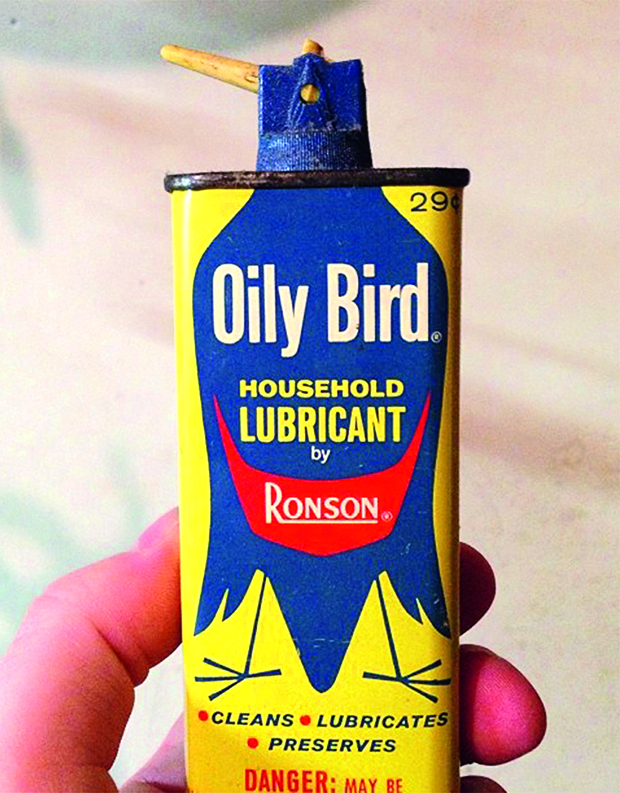 29¢
Oily Bird®
HOUSEHOLD
LUBRICANT
by
RONSON®
•CLEANS • LUBRICATES
• PRESERVES
DANGER: MAY BE